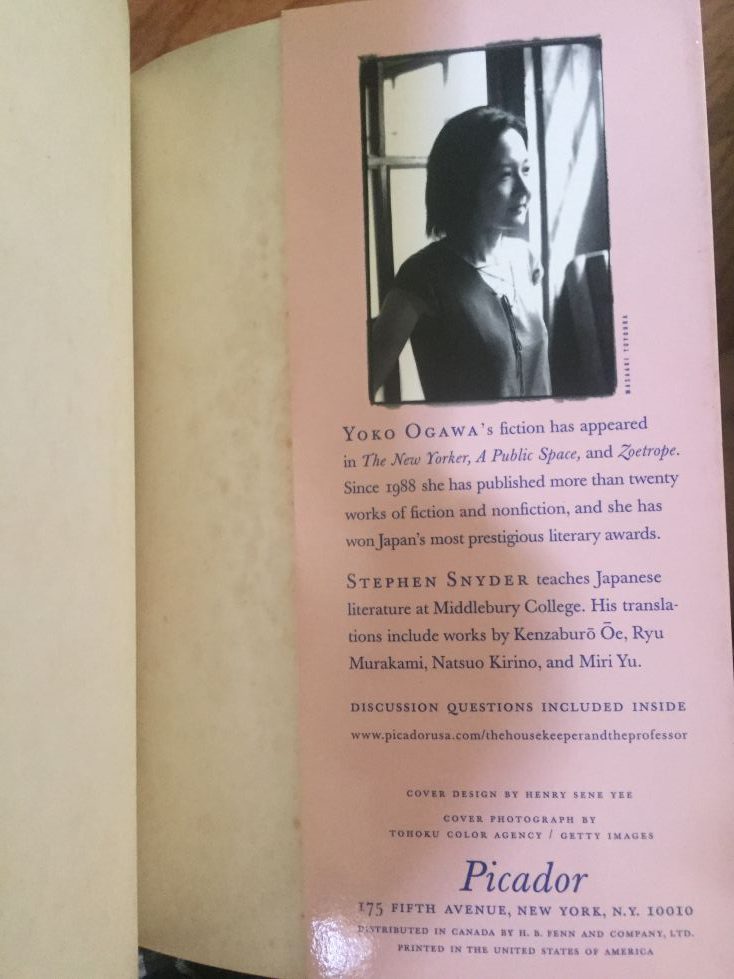 MASAAKI TOYOURA
YOKO OGAWA's fiction has appeared
in The New Yorker, A Public Space, and Zoetrope.
Since 1988 she has published more than twenty
works of fiction and nonfiction, and she has
won Japan's most prestigious literary awards.
STEPHEN SNYDER teaches Japanese
literature at Middlebury College. His transla-
tions include works by Kenzaburō Ōe, Ryu
Murakami, Natsuo Kirino, and Miri Yu.
DISCUSSION QUESTIONS INCLUDED INSIDE
www.picadorusa.com/thehousekeeperandtheprofessor
COVER DESIGN BY HENRY SENE YEE
COVER PHOTOGRAPH BY
TOHOKU COLOR AGENCY / GETTY IMAGES
Picador
175 FIFTH AVENUE, NEW YORK, N.Y. 10010
DISTRIBUTED IN CANADA BY H. B. FENN AND COMPANY, LTD.
PRINTED IN THE UNITED STATES OF AMERICA